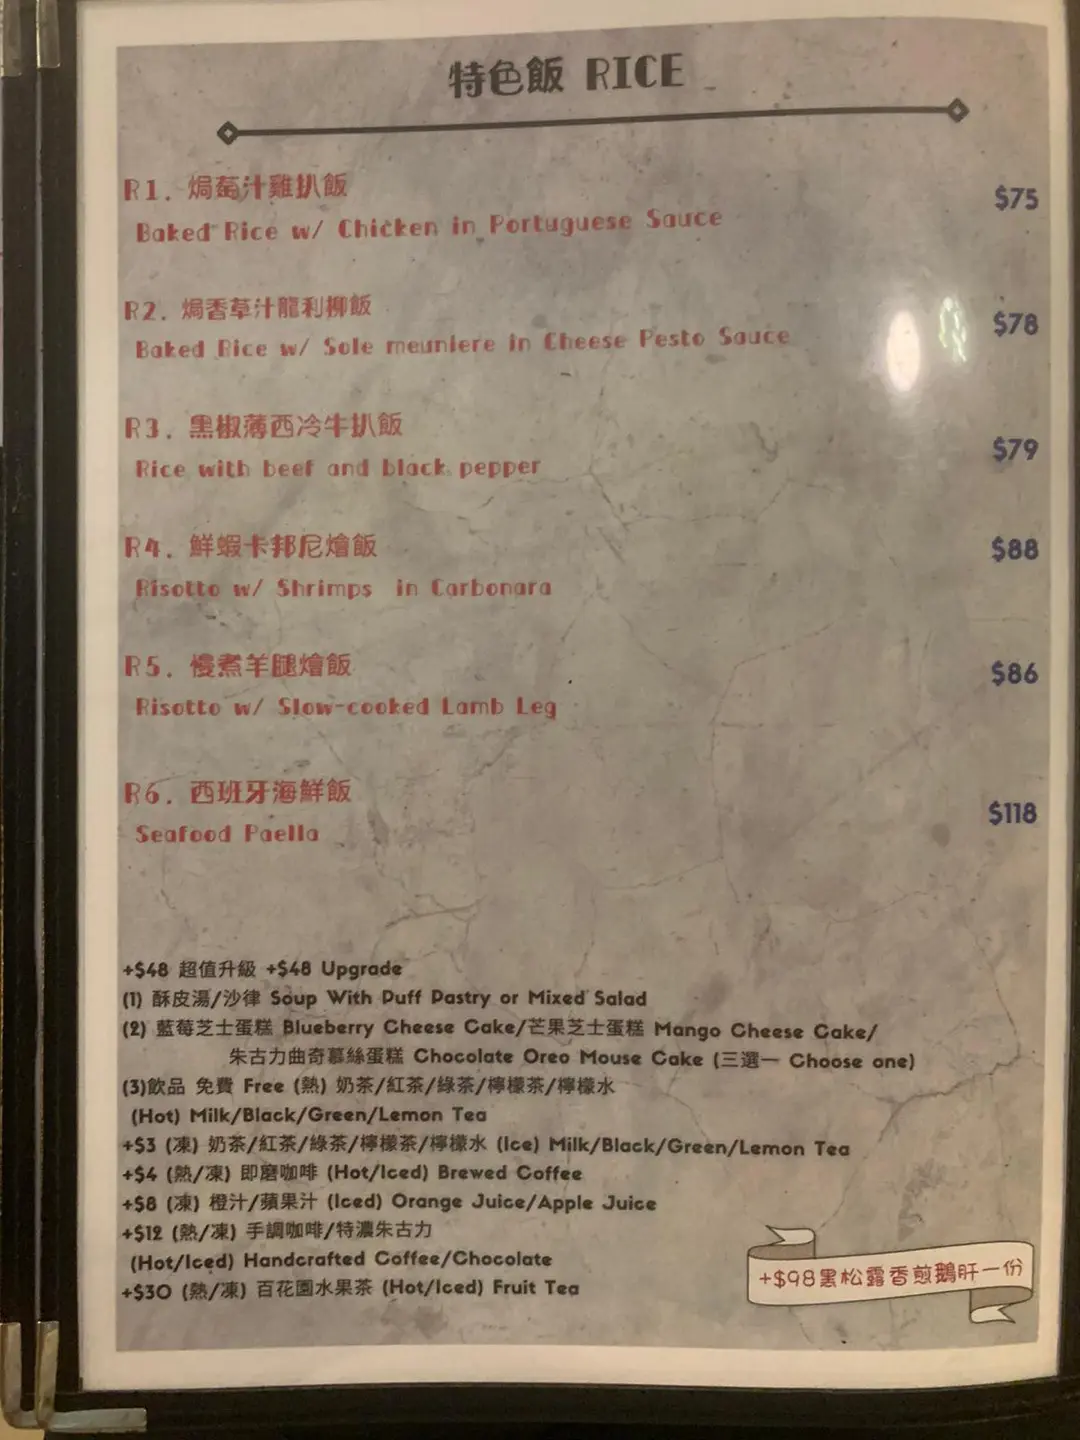 特色飯 RICE
R1. 焗葡汁雞扒飯 $75
Baked Rice w/ Chicken in Portuguese Sauce
R2. 焗香草汁龍利柳飯 $78
Baked Rice w/ Sole meuniere in Cheese Pesto Sauce
R3. 黑椒薄西冷牛扒飯 $79
Rice with beef and black pepper
R4. 鮮蝦卡邦尼燴飯 $88
Risotto w/ Shrimps in Carbonara
R5. 慢煮羊腿燴飯 $86
Risotto w/ Slow-cooked Lamb Leg
R6. 西班牙海鮮飯 $118
Seafood Paella
+$48 超值升級 +$48 Upgrade
(1) 酥皮湯/沙律 Soup With Puff Pastry or Mixed Salad
(2) 藍莓芝士蛋糕 Blueberry Cheese Cake/芒果芝士蛋糕 Mango Cheese Cake/
朱古力曲奇慕絲蛋糕 Chocolate Oreo Mouse Cake (三選一 Choose one)
(3)飲品 免費 Free (熱) 奶茶/紅茶/綠茶/檸檬茶/檸檬水
(Hot) Milk/Black/Green/Lemon Tea
+$3 (凍) 奶茶/紅茶/綠茶/檸檬茶/檸檬水 (Ice) Milk/Black/Green/Lemon Tea
+$4 (熱/凍) 即磨咖啡 (Hot/Iced) Brewed Coffee
+$8 (凍) 橙汁/蘋果汁 (Iced) Orange Juice/Apple Juice
+$12 (熱/凍) 手調咖啡/特濃朱古力
(Hot/Iced) Handcrafted Coffee/Chocolate
+$30 (熱/凍) 百花園水果茶 (Hot/Iced) Fruit Tea
+$98黑松露香煎鵝肝一份